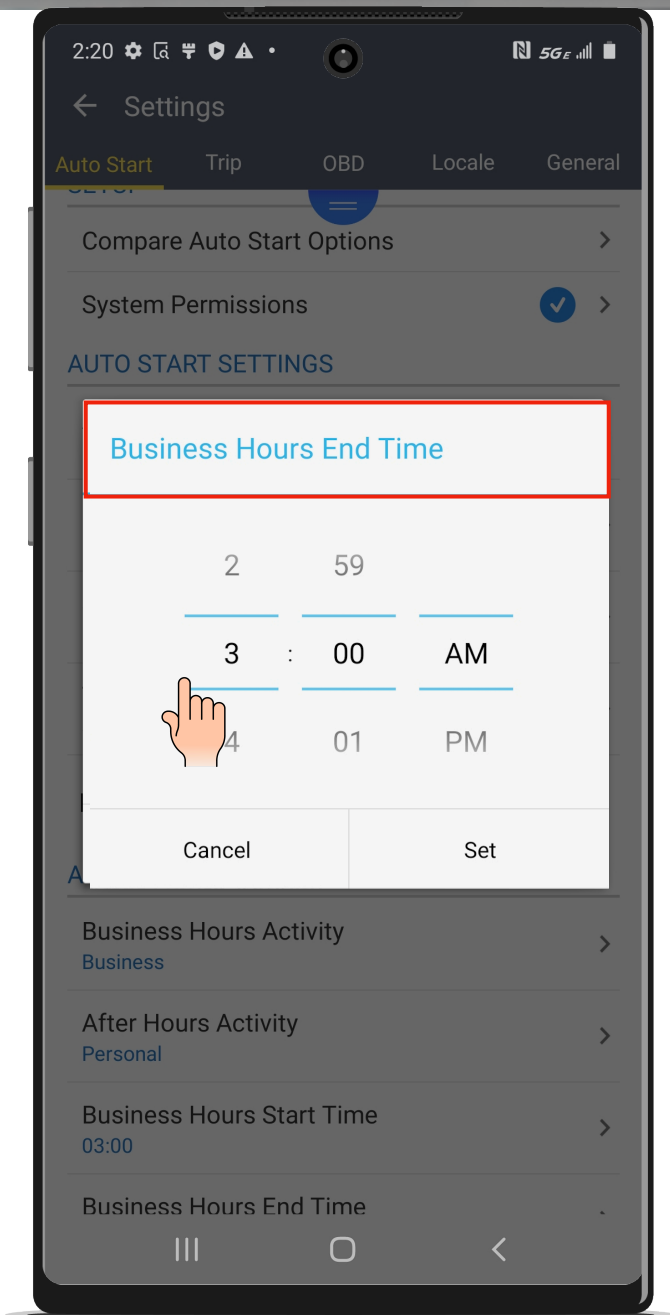 2:20 5G E
Settings
Auto Start Trip OBD Locale General
SETUP
Compare Auto Start Options
System Permissions
AUTO START SETTINGS
Business Hours End Time
2 59
3 : 00 AM
4 01 PM
Cancel Set
A
Business Hours Activity
Business
After Hours Activity
Personal
Business Hours Start Time
03:00
Business Hours End Time